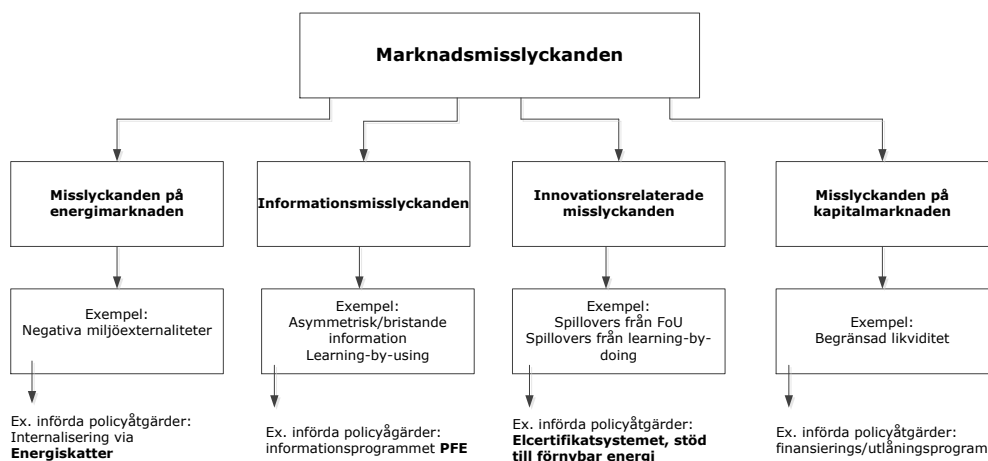 Marknadsmisslyckanden
Misslyckanden på
energimarknaden
Informationsmisslyckanden
Innovationsrelaterade
misslyckanden
Misslyckanden på
kapitalmarknaden
Exempel:
Negativa miljöexternaliteter
Exempel:
Asymmetrisk/bristande
information
Learning-by-using
Exempel:
Spillovers från FoU
Spillovers från learning-by-
doing
Exempel:
Begränsad likviditet
Ex. införda policyåtgärder:
Internalisering via
Energiskatter
Ex. införda policyågärder:
informationsprogrammet PFE
Ex. införda policyåtgärder:
Elcertifikatsystemet, stöd
till förnybar energi
Ex. införda policyågärder:
finansierings/utlåningsprogram